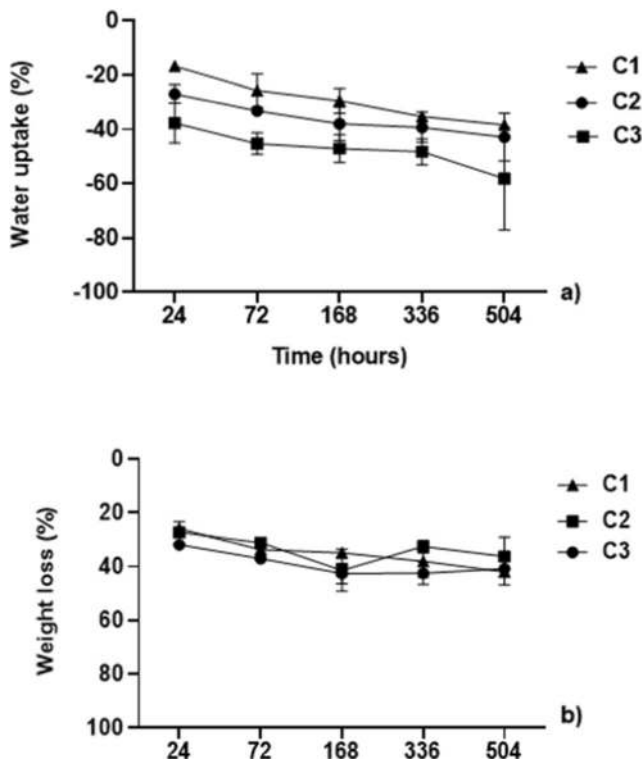 0
-20
-40
-60
-80
-100
Water uptake (%)
24 72 168 336 504
Time (hours)
C1
C2
C3
a)
0
20
40
60
80
100
Weight loss (%)
24 72 168 336 504
C1
C2
C3
b)